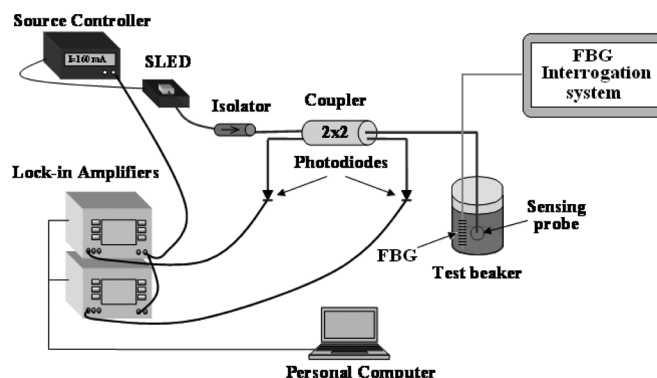 Source Controller
I=160 mA
SLED
Isolator
Coupler
2x2
Photodiodes
FBG
Interrogation
system
Lock-in Amplifiers
Sensing
probe
FBG
Test beaker
Personal Computer